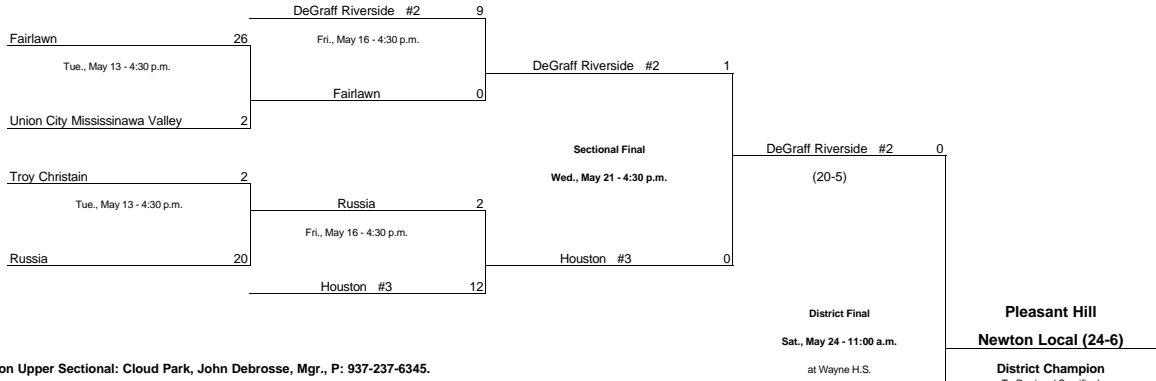 DeGraff Riverside #2 9
Fairlawn 26
Fri., May 16 - 4:30 p.m.
Tue., May 13 - 4:30 p.m.
DeGraff Riverside #2 1
Fairlawn 0
Union City Mississinawa Valley 2
Sectional Final
DeGraff Riverside #2 0
Troy Christain 2
Wed., May 21 - 4:30 p.m.
(20-5)
Tue., May 13 - 4:30 p.m.
Russia 2
Fri., May 16 - 4:30 p.m.
Russia 20
Houston #3 0
Houston #3 12
District Final
Pleasant Hill
Sat., May 24 - 11:00 a.m.
Newton Local (24-6)
on Upper Sectional: Cloud Park, John Debrosse, Mgr., P: 937-237-6345.
at Wayne H.S.
District Champion